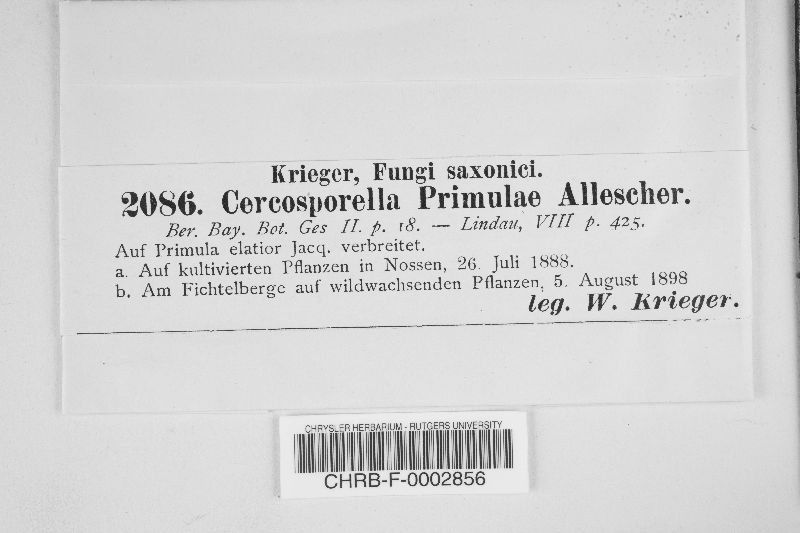 Krieger, Fungi saxonici.
2086. Cercosporella Primulae Allescher.
Ber. Bay. Bot. Ges II. p. 18. — Lindau, VIII p. 425.
Auf Primula elatior Jacq. verbreitet.
a. Auf kultivierten Pflanzen in Nossen, 26. Juli 1888.
b. Am Fichtelberge auf wildwachsenden Pflanzen, 5. August 1898
leg. W. Krieger.
CHRYSLER HERBARIUM - RUTGERS UNIVERSITY
CHRB-F-0002856